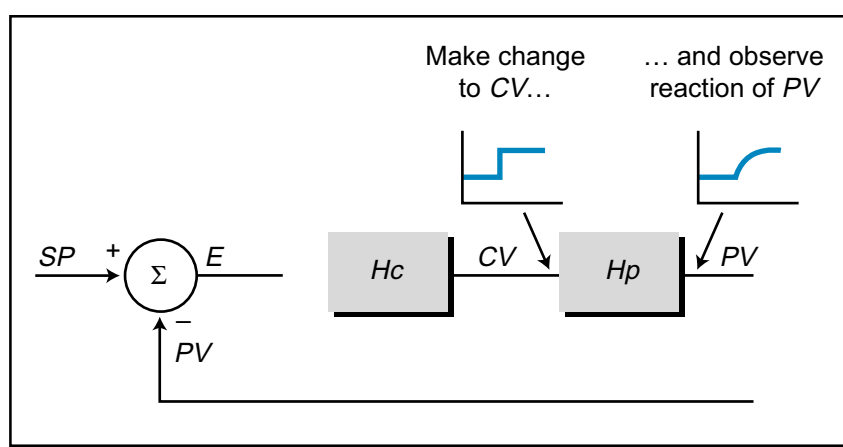 Make change
to CV...
... and observe
reaction of PV
SP
+
Σ
E
Hc
CV
Hp
PV
–
PV